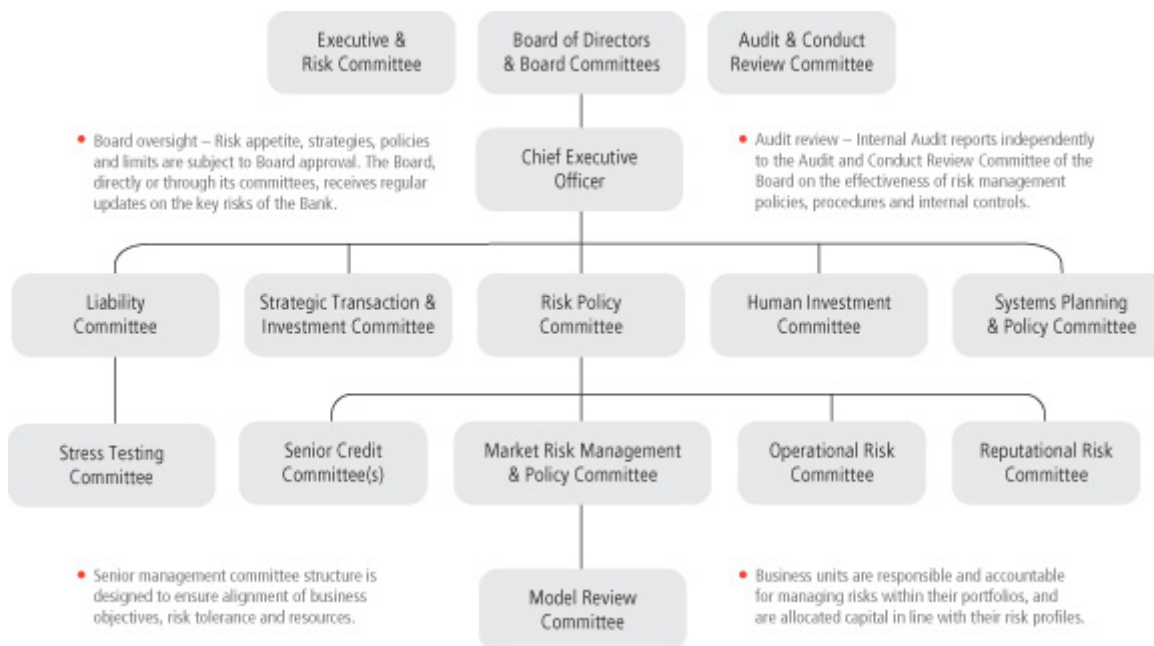 Executive &
Risk Committee
Board of Directors
& Board Committees
Audit & Conduct
Review Committee
• Board oversight – Risk appetite, strategies, policies
and limits are subject to Board approval. The Board,
directly or through its committees, receives regular
updates on the key risks of the Bank.
Chief Executive
Officer
• Audit review – Internal Audit reports independently
to the Audit and Conduct Review Committee of the
Board on the effectiveness of risk management
policies, procedures and internal controls.
Liability
Committee
Strategic Transaction &
Investment Committee
Risk Policy
Committee
Human Investment
Committee
Systems Planning
& Policy Committee
Stress Testing
Committee
Senior Credit
Committee(s)
Market Risk Management
& Policy Committee
Operational Risk
Committee
Reputational Risk
Committee
• Senior management committee structure is
designed to ensure alignment of business
objectives, risk tolerance and resources.
Model Review
Committee
• Business units are responsible and accountable
for managing risks within their portfolios, and
are allocated capital in line with their risk profiles.